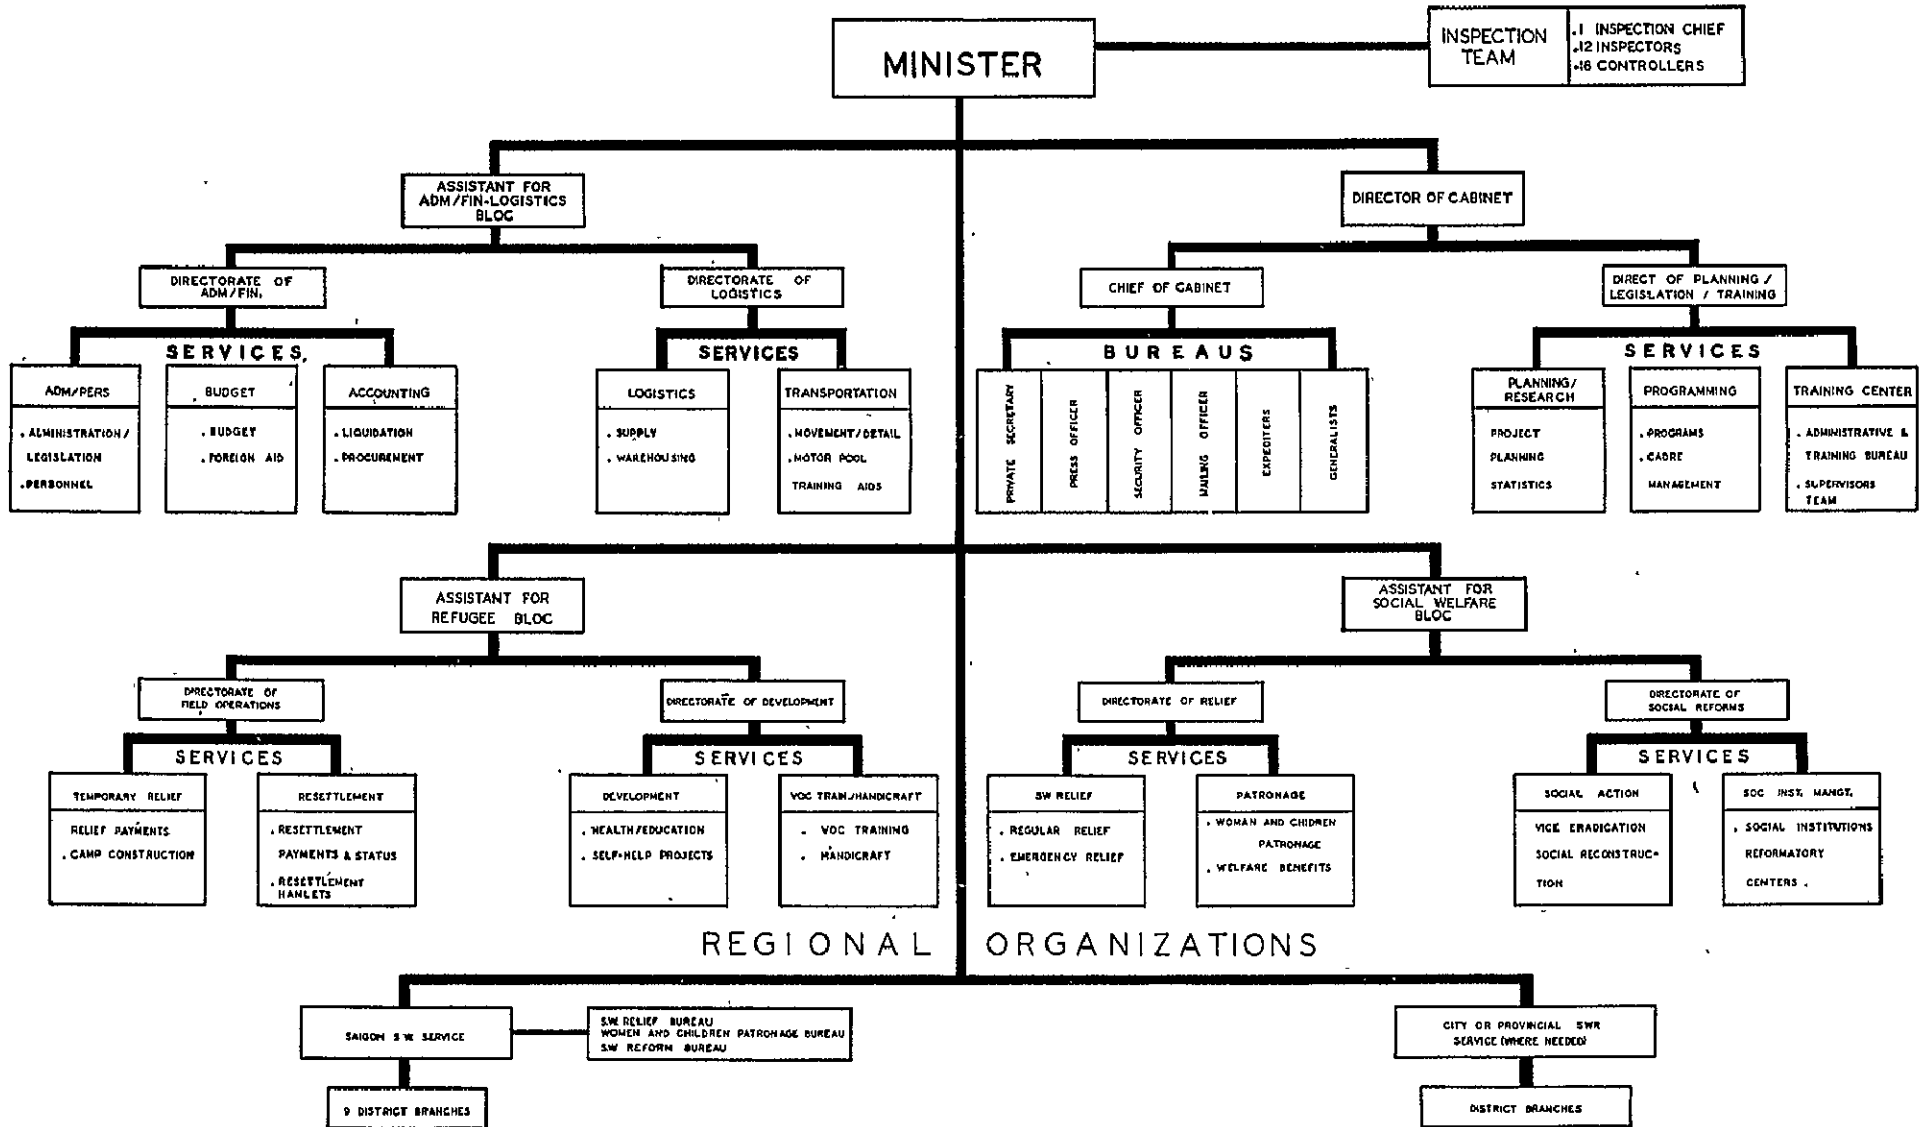 MINISTER
INSPECTION
TEAM
.1 INSPECTION CHIEF
.12 INSPECTORS
.16 CONTROLLERS
ASSISTANT FOR
ADM/FIN-LOGISTICS
BLOC
DIRECTOR OF CABINET
DIRECTORATE OF
ADM/FIN.
DIRECTORATE OF
LOGISTICS
CHIEF OF CABINET
DIRECT OF PLANNING /
LEGISLATION / TRAINING
SERVICES
ADM/PERS
. ADMINISTRATION /
LEGISLATION
. PERSONNEL
BUDGET
. BUDGET
. FOREIGN AID
ACCOUNTING
. LIQUIDATION
. PROCUREMENT
SERVICES
LOGISTICS
. SUPPLY
. WAREHOUSING
TRANSPORTATION
. MOVEMENT/DETAIL
. MOTOR POOL
TRAINING AIDS
BUREAUS
PRIVATE SECRETARY
PRESS OFFICER
SECURITY OFFICER
MAILING OFFICER
EXPEDITERS
GENERALISTS
SERVICES
PLANNING/
RESEARCH
PROJECT
PLANNING
STATISTICS
PROGRAMMING
. PROGRAMS
. CADRE
MANAGEMENT
TRAINING CENTER
. ADMINISTRATIVE &
TRAINING BUREAU
. SUPERVISORS
TEAM
ASSISTANT FOR
REFUGEE BLOC
ASSISTANT FOR
SOCIAL WELFARE
BLOC
DIRECTORATE OF
FIELD OPERATIONS
DIRECTORATE OF DEVELOPMENT
DIRECTORATE OF RELIEF
DIRECTORATE OF
SOCIAL REFORMS
SERVICES
TEMPORARY RELIEF
RELIEF PAYMENTS
. CAMP CONSTRUCTION
RESETTLEMENT
. RESETTLEMENT
PAYMENTS & STATUS
. RESETTLEMENT
HAMLETS
SERVICES
DEVELOPMENT
. HEALTH/EDUCATION
. SELF-HELP PROJECTS
VOC TRAIN./HANDICRAFT
. VOC TRAINING
. HANDICRAFT
SERVICES
SW RELIEF
. REGULAR RELIEF
. EMERGENCY RELIEF
PATRONAGE
. WOMAN AND CHIDREN
PATRONAGE
. WELFARE BENEFITS
SERVICES
SOCIAL ACTION
VICE ERADICATION
SOCIAL RECONSTRUC-
TION
SOC INST. MANGT.
. SOCIAL INSTITUTIONS
REFORMATORY
CENTERS .
REGIONAL ORGANIZATIONS
SAIGON S W. SERVICE
S.W. RELIEF BUREAU
WOMEN AND CHILDREN PATRONAGE BUREAU
S.W. REFORM BUREAU
CITY OR PROVINCIAL SWR
SERVICE (WHERE NEEDED)
9 DISTRICT BRANCHES
DISTRICT BRANCHES